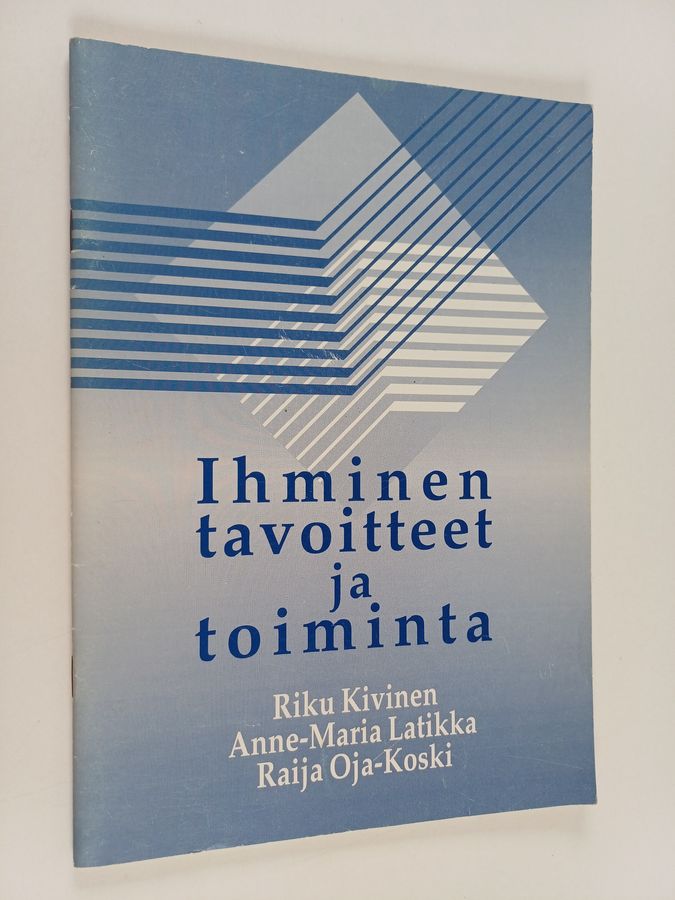 Ihminen
tavoitteet
ja
toiminta
Riku Kivinen
Anne-Maria Latikka
Raija Oja-Koski